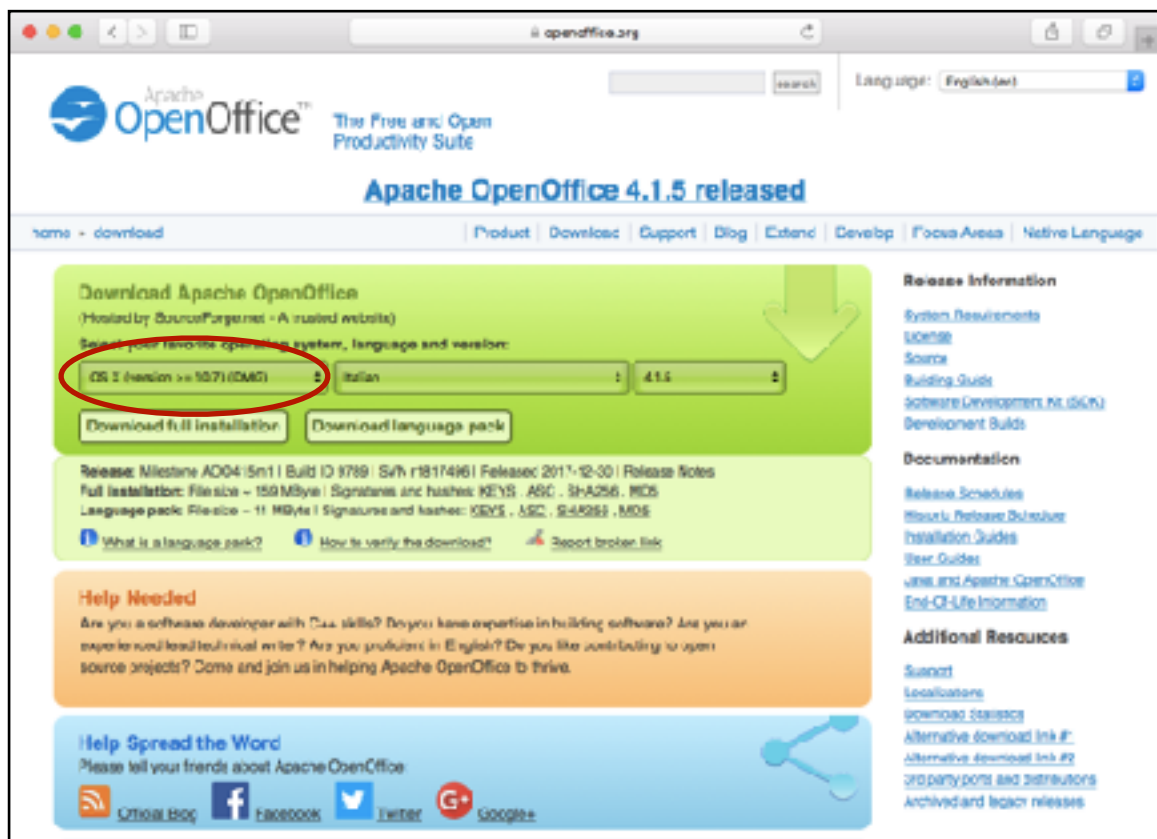 openoffice.org
search
Language: English (en)
Apache
OpenOffice™
The Free and Open
Productivity Suite
Apache OpenOffice 4.1.5 released
home » download
Product | Download | Support | Blog | Extend | Develop | Focus Areas | Native Language
Download Apache OpenOffice
(Hosted by SourceForge.net - A trusted website)
Select your favorite operating system, language and version:
OS X (version >= 10.7) (DMG) Italian 4.1.5
Download full installation Download language pack
Release: Milestone AOO415m1 | Build ID 9789 | SVN r1817496 | Released 2017-12-30 | Release Notes
Full installation: File size ~ 159 MByte | Signatures and hashes: KEYS , ASC , SHA256 , MD5
Language pack: File size ~ 11 MByte | Signatures and hashes: KEYS , ASC , SHA256 , MD5
What is a language pack? How to verify the download? Report broken link
Help Needed
Are you a software developer with C++ skills? Do you have expertise in building software? Are you an
experienced lead technical writer? Are you proficient in English? Do you like contributing to open
source projects? Come and join us in helping Apache OpenOffice to thrive.
Help Spread the Word
Please tell your friends about Apache OpenOffice:
Official Blog Facebook Twitter Google+
Release Information
System Requirements
License
Source
Building Guide
Software Development Kit (SDK)
Development Builds
Documentation
Release Schedules
Historic Release Schedule
Installation Guides
User Guides
Java and Apache OpenOffice
End-Of-Life Information
Additional Resources
Support
Localizations
Download Statistics
Alternative download link #1
Alternative download link #2
3rd party ports and distributions
Archived and legacy releases